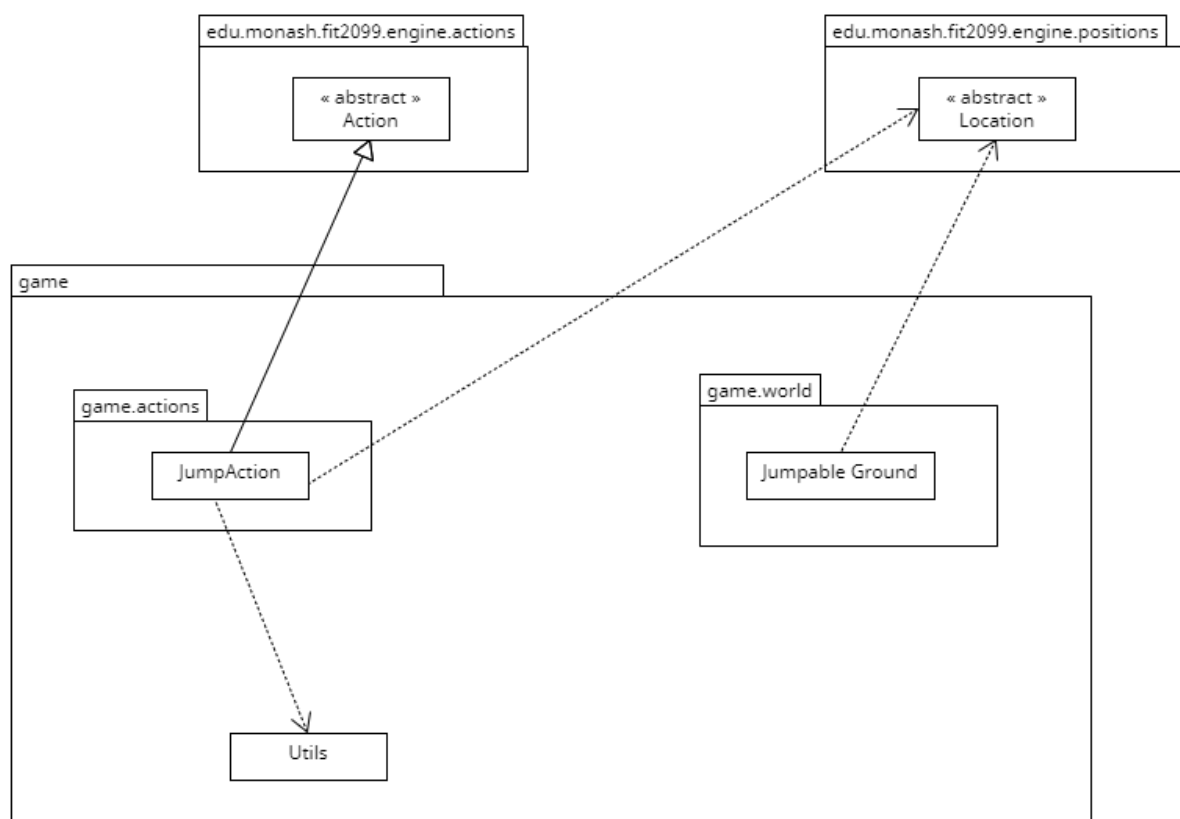 edu.monash.fit2099.engine.actions
« abstract »
Action
edu.monash.fit2099.engine.positions
« abstract »
Location
game
game.actions
JumpAction
game.world
Jumpable Ground
Utils